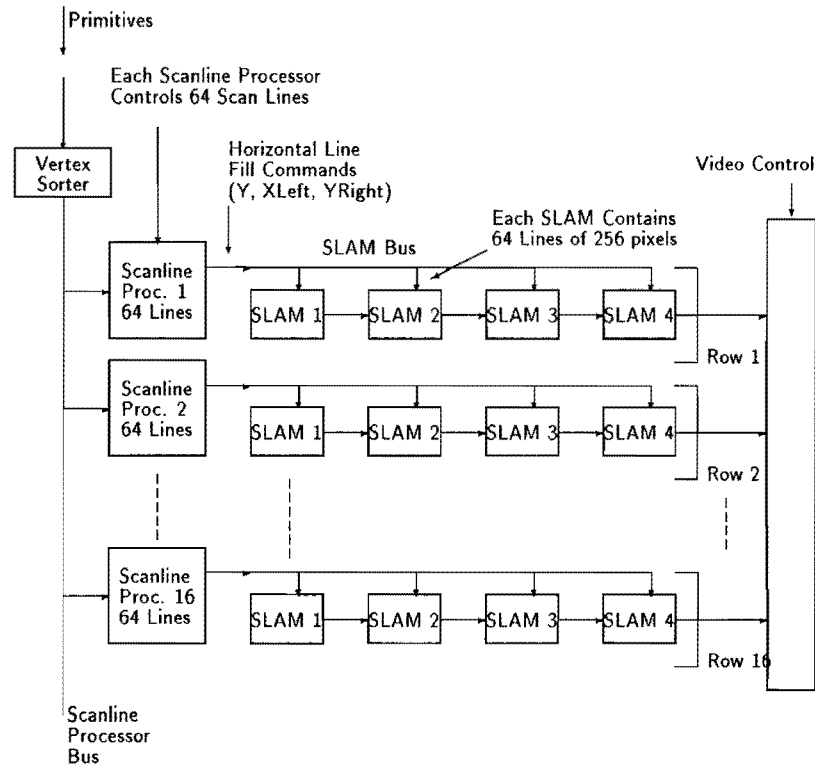 Primitives
Each Scanline Processor
Controls 64 Scan Lines
Vertex
Sorter
Horizontal Line
Fill Commands
(Y, XLeft, YRight)
Video Control
Each SLAM Contains
64 Lines of 256 pixels
SLAM Bus
Scanline
Proc. 1
64 Lines
SLAM 1
SLAM 2
SLAM 3
SLAM 4
Row 1
Scanline
Proc. 2
64 Lines
SLAM 1
SLAM 2
SLAM 3
SLAM 4
Row 2
Scanline
Proc. 16
64 Lines
SLAM 1
SLAM 2
SLAM 3
SLAM 4
Row 16
Scanline
Processor
Bus